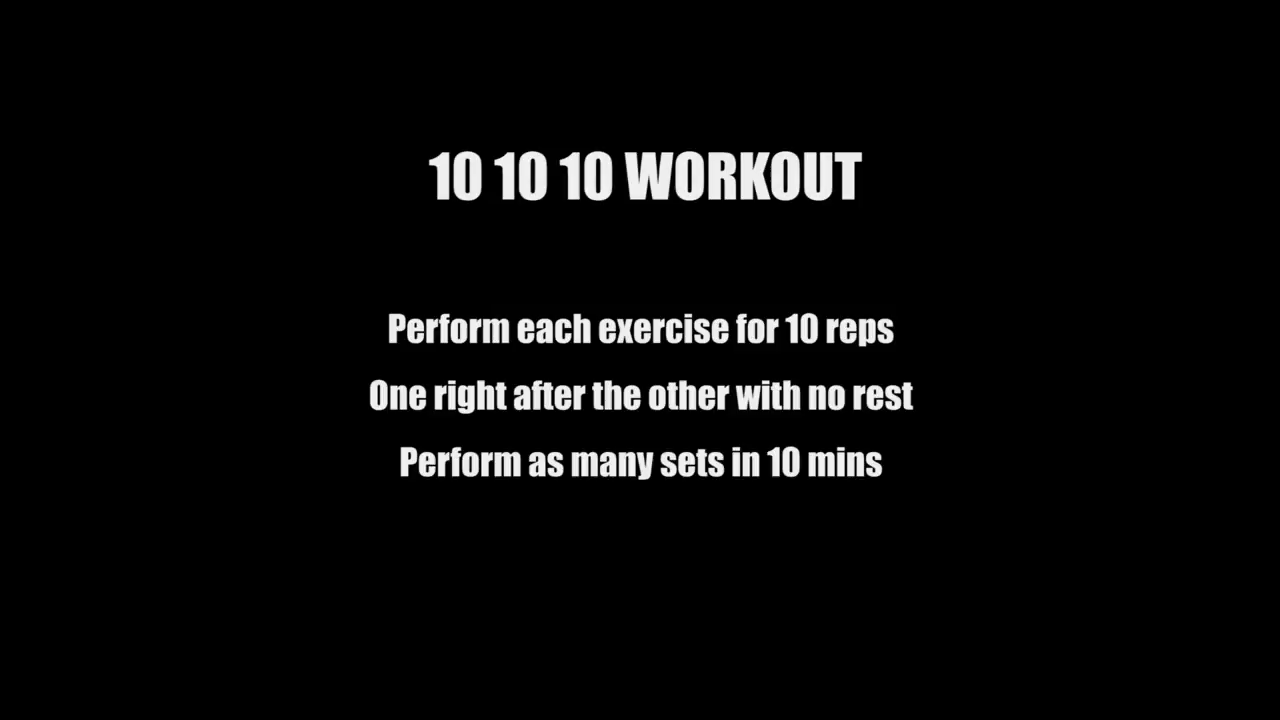 10 10 10 WORKOUT
Perform each exercise for 10 reps
One right after the other with no rest
Perform as many sets in 10 mins